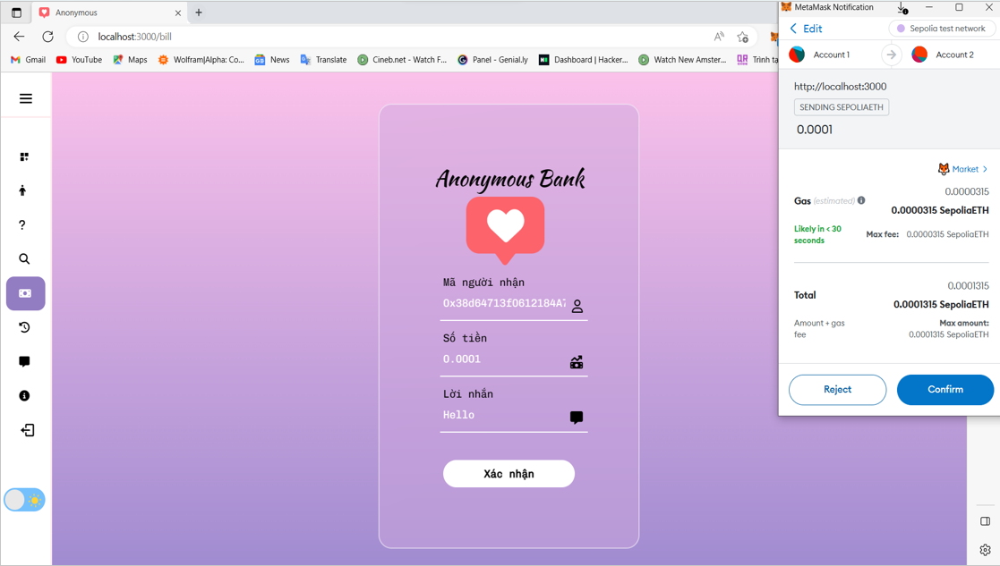 Anonymous
localhost:3000/bill
Gmail
YouTube
Maps
Wolfram|Alpha: Co...
News
Translate
Cineb.net - Watch F...
Panel - Genial.ly
Dashboard | Hacker...
Watch New Amster...
Trình tạ
Anonymous Bank
Mã người nhận
0x38d64713f0612184A7
Số tiền
0.0001
Lời nhắn
Hello
Xác nhận
MetaMask Notification
Edit
Sepolia test network
Account 1
Account 2
http://localhost:3000
SENDING SEPOLIAETH
0.0001
Market
0.0000315
Gas (estimated)
0.0000315 SepoliaETH
Likely in < 30
seconds
Max fee: 0.0000315 SepoliaETH
0.0001315
Total
0.0001315 SepoliaETH
Amount + gas
fee
Max amount:
0.0001315 SepoliaETH
Reject
Confirm